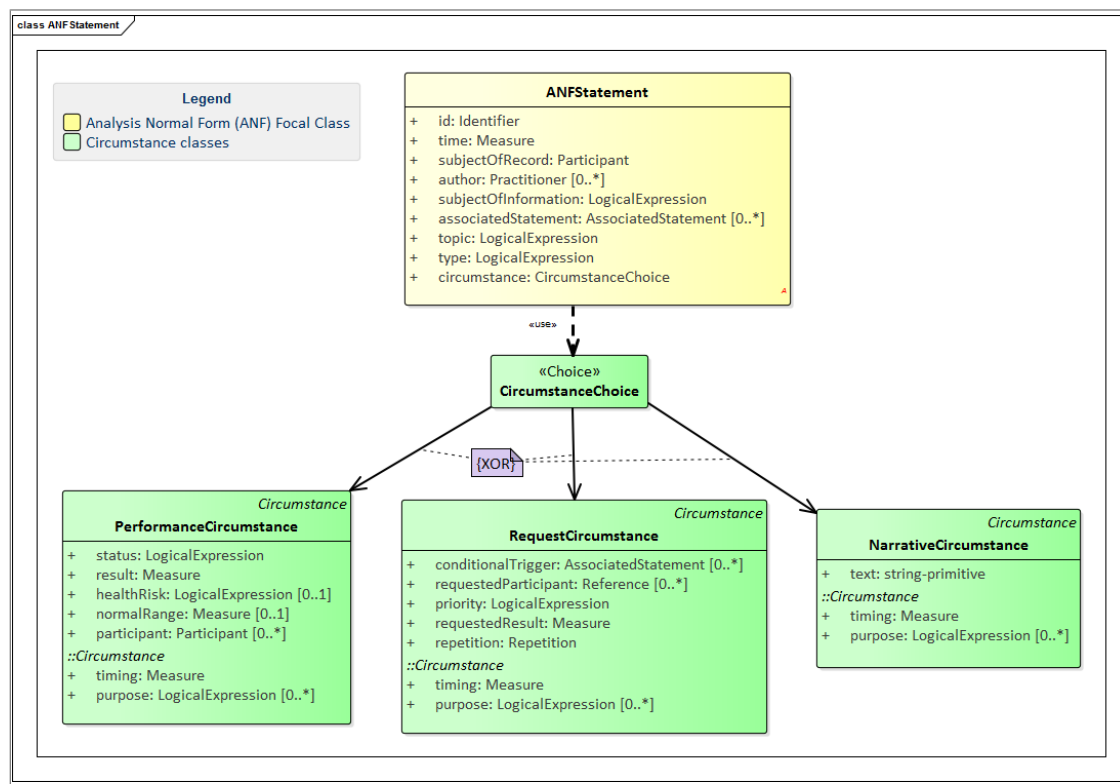 class ANFStatement
Legend
Analysis Normal Form (ANF) Focal Class
Circumstance classes
ANFStatement
+ id: Identifier
+ time: Measure
+ subjectOfRecord: Participant
+ author: Practitioner [0..*]
+ subjectOfInformation: LogicalExpression
+ associatedStatement: AssociatedStatement [0..*]
+ topic: LogicalExpression
+ type: LogicalExpression
+ circumstance: CircumstanceChoice
«use»
«Choice»
CircumstanceChoice
{XOR}
Circumstance
PerformanceCircumstance
+ status: LogicalExpression
+ result: Measure
+ healthRisk: LogicalExpression [0..1]
+ normalRange: Measure [0..1]
+ participant: Participant [0..*]
::Circumstance
+ timing: Measure
+ purpose: LogicalExpression [0..*]
Circumstance
RequestCircumstance
+ conditionalTrigger: AssociatedStatement [0..*]
+ requestedParticipant: Reference [0..*]
+ priority: LogicalExpression
+ requestedResult: Measure
+ repetition: Repetition
::Circumstance
+ timing: Measure
+ purpose: LogicalExpression [0..*]
Circumstance
NarrativeCircumstance
+ text: string-primitive
::Circumstance
+ timing: Measure
+ purpose: LogicalExpression [0..*]